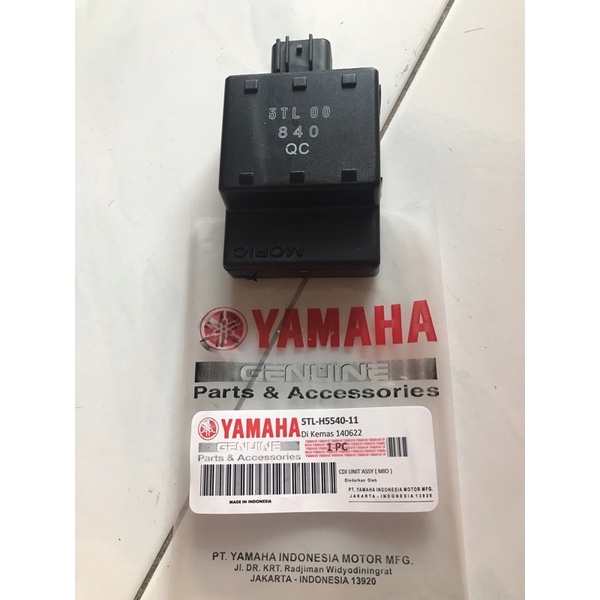 5TL 00
840
QC
MORIC
YAMAHA
GENUINE
Parts & Accessories
YAMAHA
GENUINE
Parts & Accessories
5TL-H5540-11
Di Kemas 140622
1 PC
CDI UNIT ASSY ( MIO )
Diedarkan Oleh
PT. YAMAHA INDONESIA MOTOR MFG.
JAKARTA - INDONESIA 13920
MADE IN INDONESIA
PT. YAMAHA INDONESIA MOTOR MFG.
Jl. DR. KRT. Radjiman Widyodiningrat
JAKARTA - INDONESIA 13920